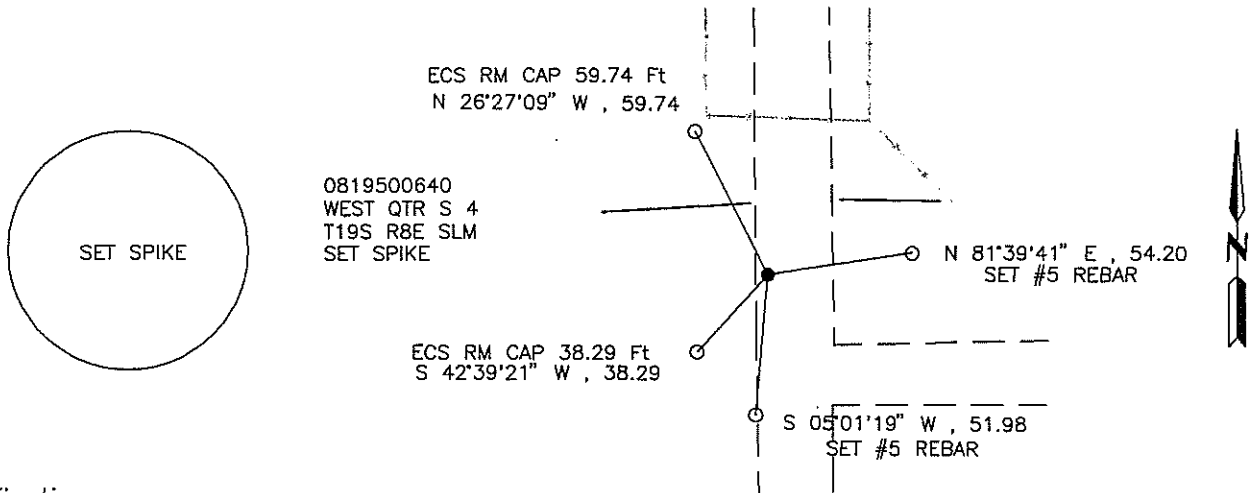 ECS RM CAP 59.74 Ft
N 26°27'09" W , 59.74
0819500640
WEST QTR S 4
T19S R8E SLM
SET SPIKE
SET SPIKE
N
N 81°39'41" E , 54.20
SET #5 REBAR
ECS RM CAP 38.29 Ft
S 42°39'21" W , 38.29
S 05°01'19" W , 51.98
SET #5 REBAR